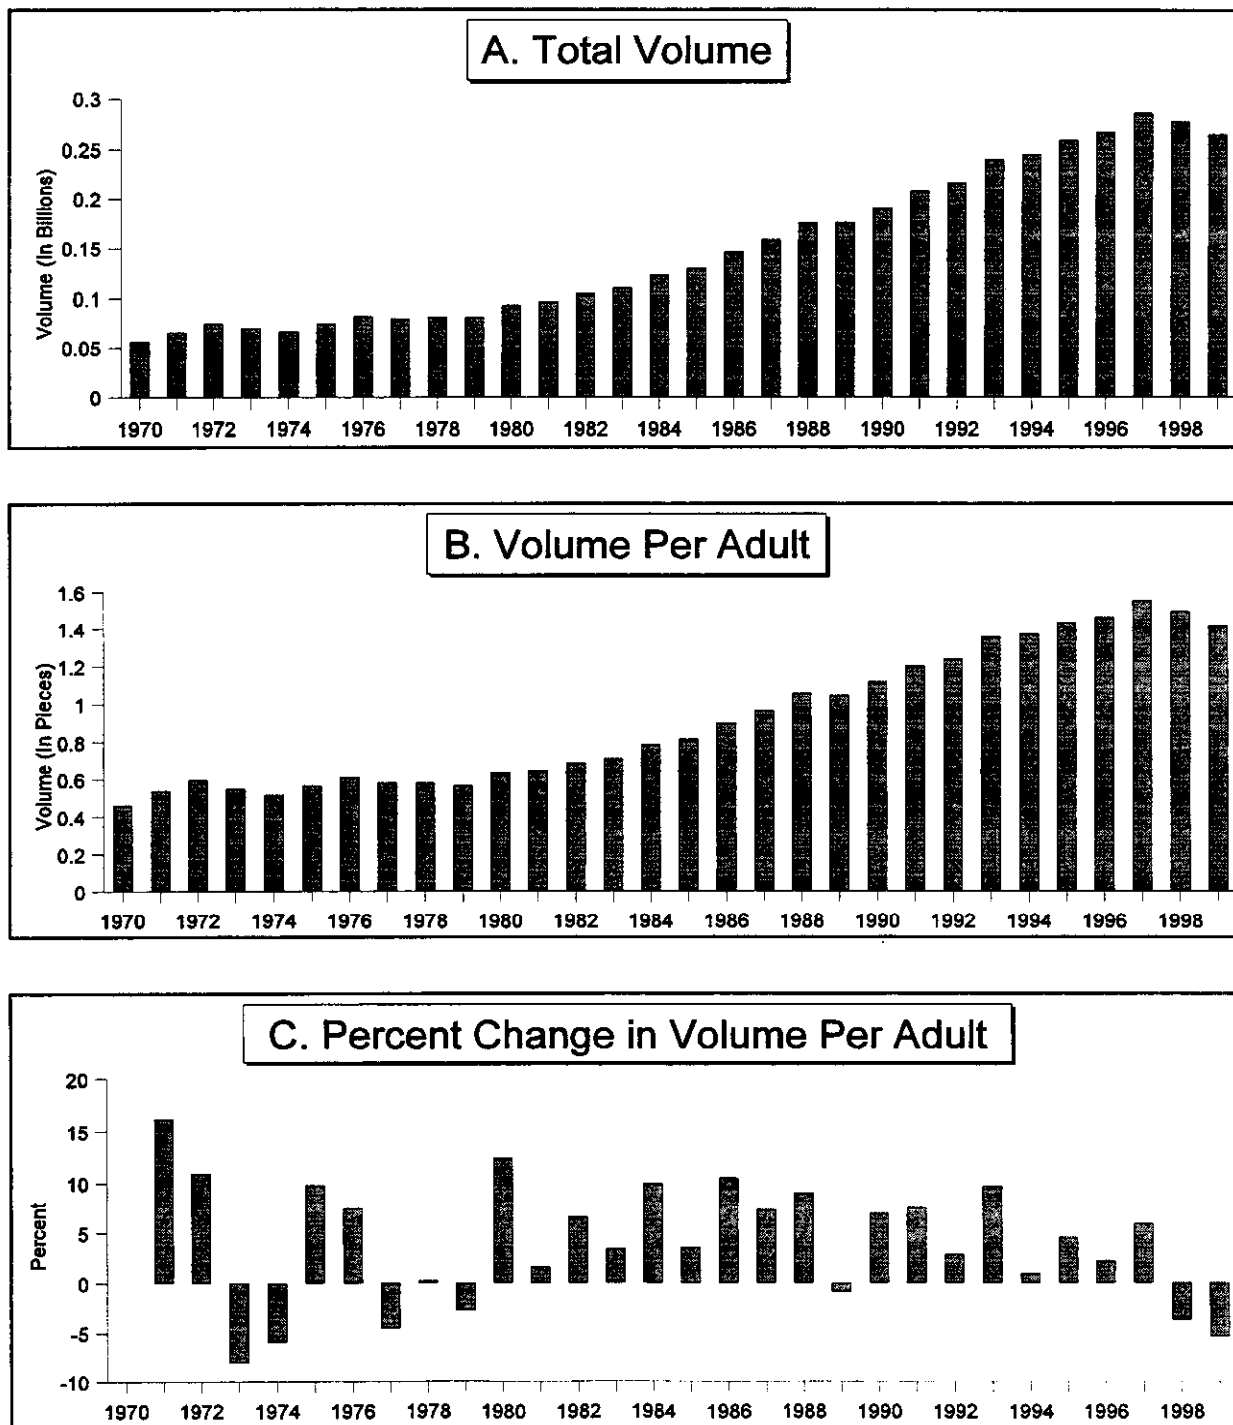 A. Total Volume
0.3
0.25
0.2
0.15
0.1
0.05
0
Volume (In Billions)
1970 1972 1974 1976 1978 1980 1982 1984 1986 1988 1990 1992 1994 1996 1998
B. Volume Per Adult
1.6
1.4
1.2
1
0.8
0.6
0.4
0.2
0
Volume (In Pieces)
1970 1972 1974 1976 1978 1980 1982 1984 1986 1988 1990 1992 1994 1996 1998
C. Percent Change in Volume Per Adult
20
15
10
5
0
-5
-10
Percent
1970 1972 1974 1976 1978 1980 1982 1984 1986 1988 1990 1992 1994 1996 1998